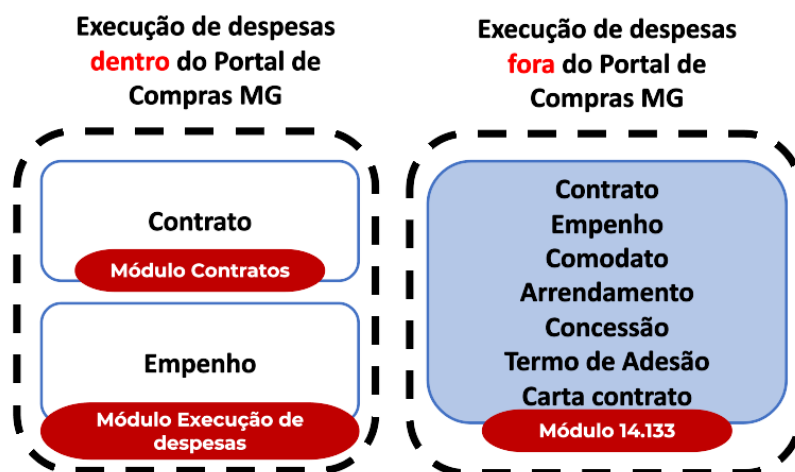 Execução de despesas
dentro do Portal de
Compras MG
Contrato
Módulo Contratos
Empenho
Módulo Execução de
despesas
Execução de despesas
fora do Portal de
Compras MG
Contrato
Empenho
Comodato
Arrendamento
Concessão
Termo de Adesão
Carta contrato
Módulo 14.133